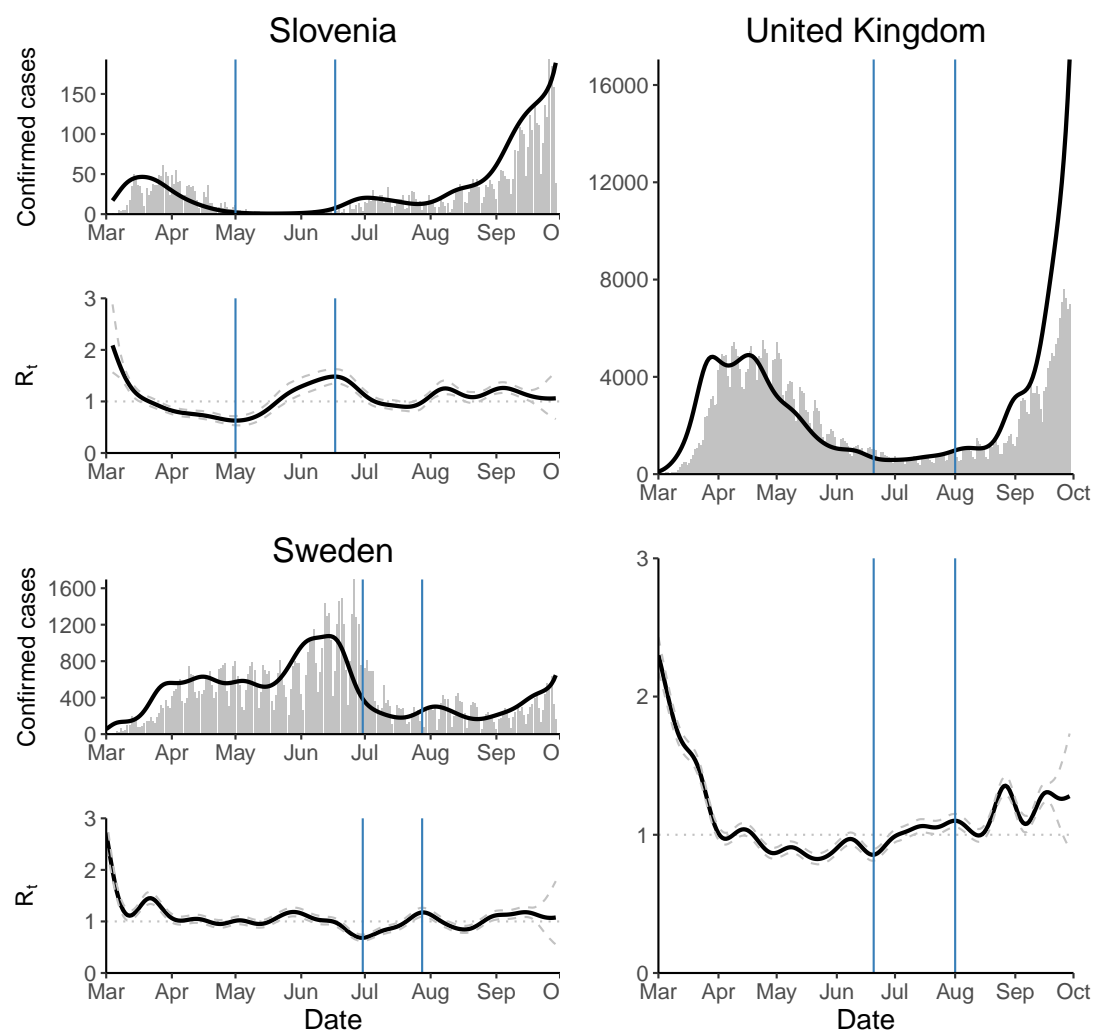 Slovenia
Confirmed cases
150
100
50
0
Mar Apr May Jun Jul Aug Sep O
R_t
3
2
1
0
Mar Apr May Jun Jul Aug Sep O
Sweden
Confirmed cases
1600
1200
800
400
0
Mar Apr May Jun Jul Aug Sep O
R_t
3
2
1
0
Mar Apr May Jun Jul Aug Sep O
Date
United Kingdom
16000
12000
8000
4000
0
Mar Apr May Jun Jul Aug Sep Oct
3
2
1
0
Mar Apr May Jun Jul Aug Sep Oct
Date